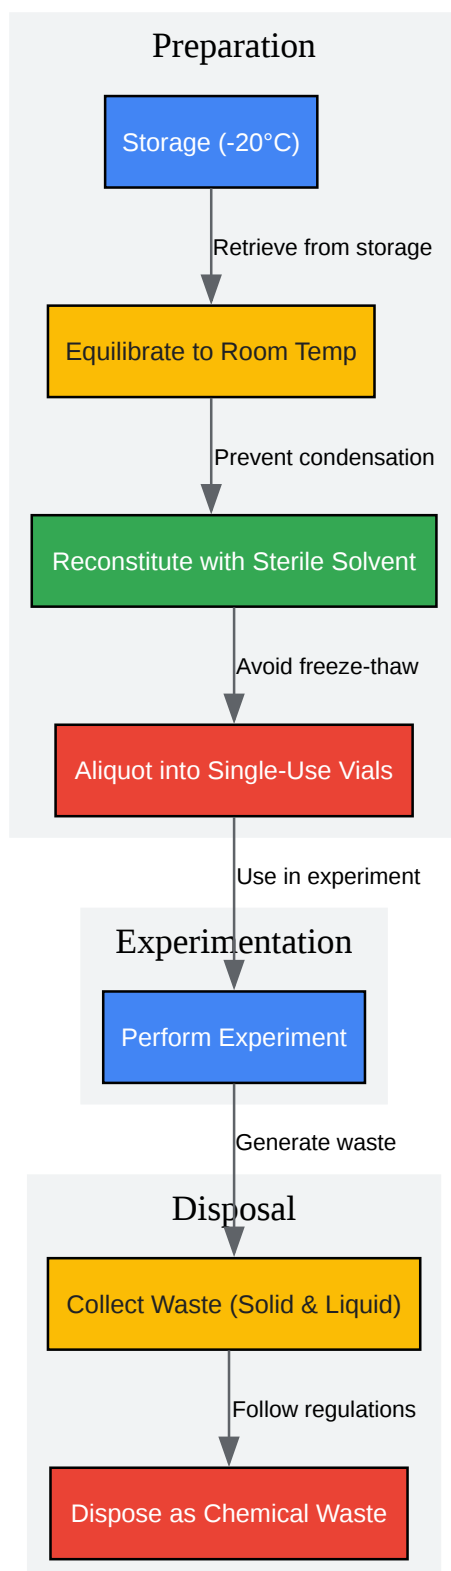 Preparation
Storage (-20°C)
Retrieve from storage
Equilibrate to Room Temp
Prevent condensation
Reconstitute with Sterile Solvent
Avoid freeze-thaw
Aliquot into Single-Use Vials
Use in experiment
Experimentation
Perform Experiment
Generate waste
Disposal
Collect Waste (Solid & Liquid)
Follow regulations
Dispose as Chemical Waste